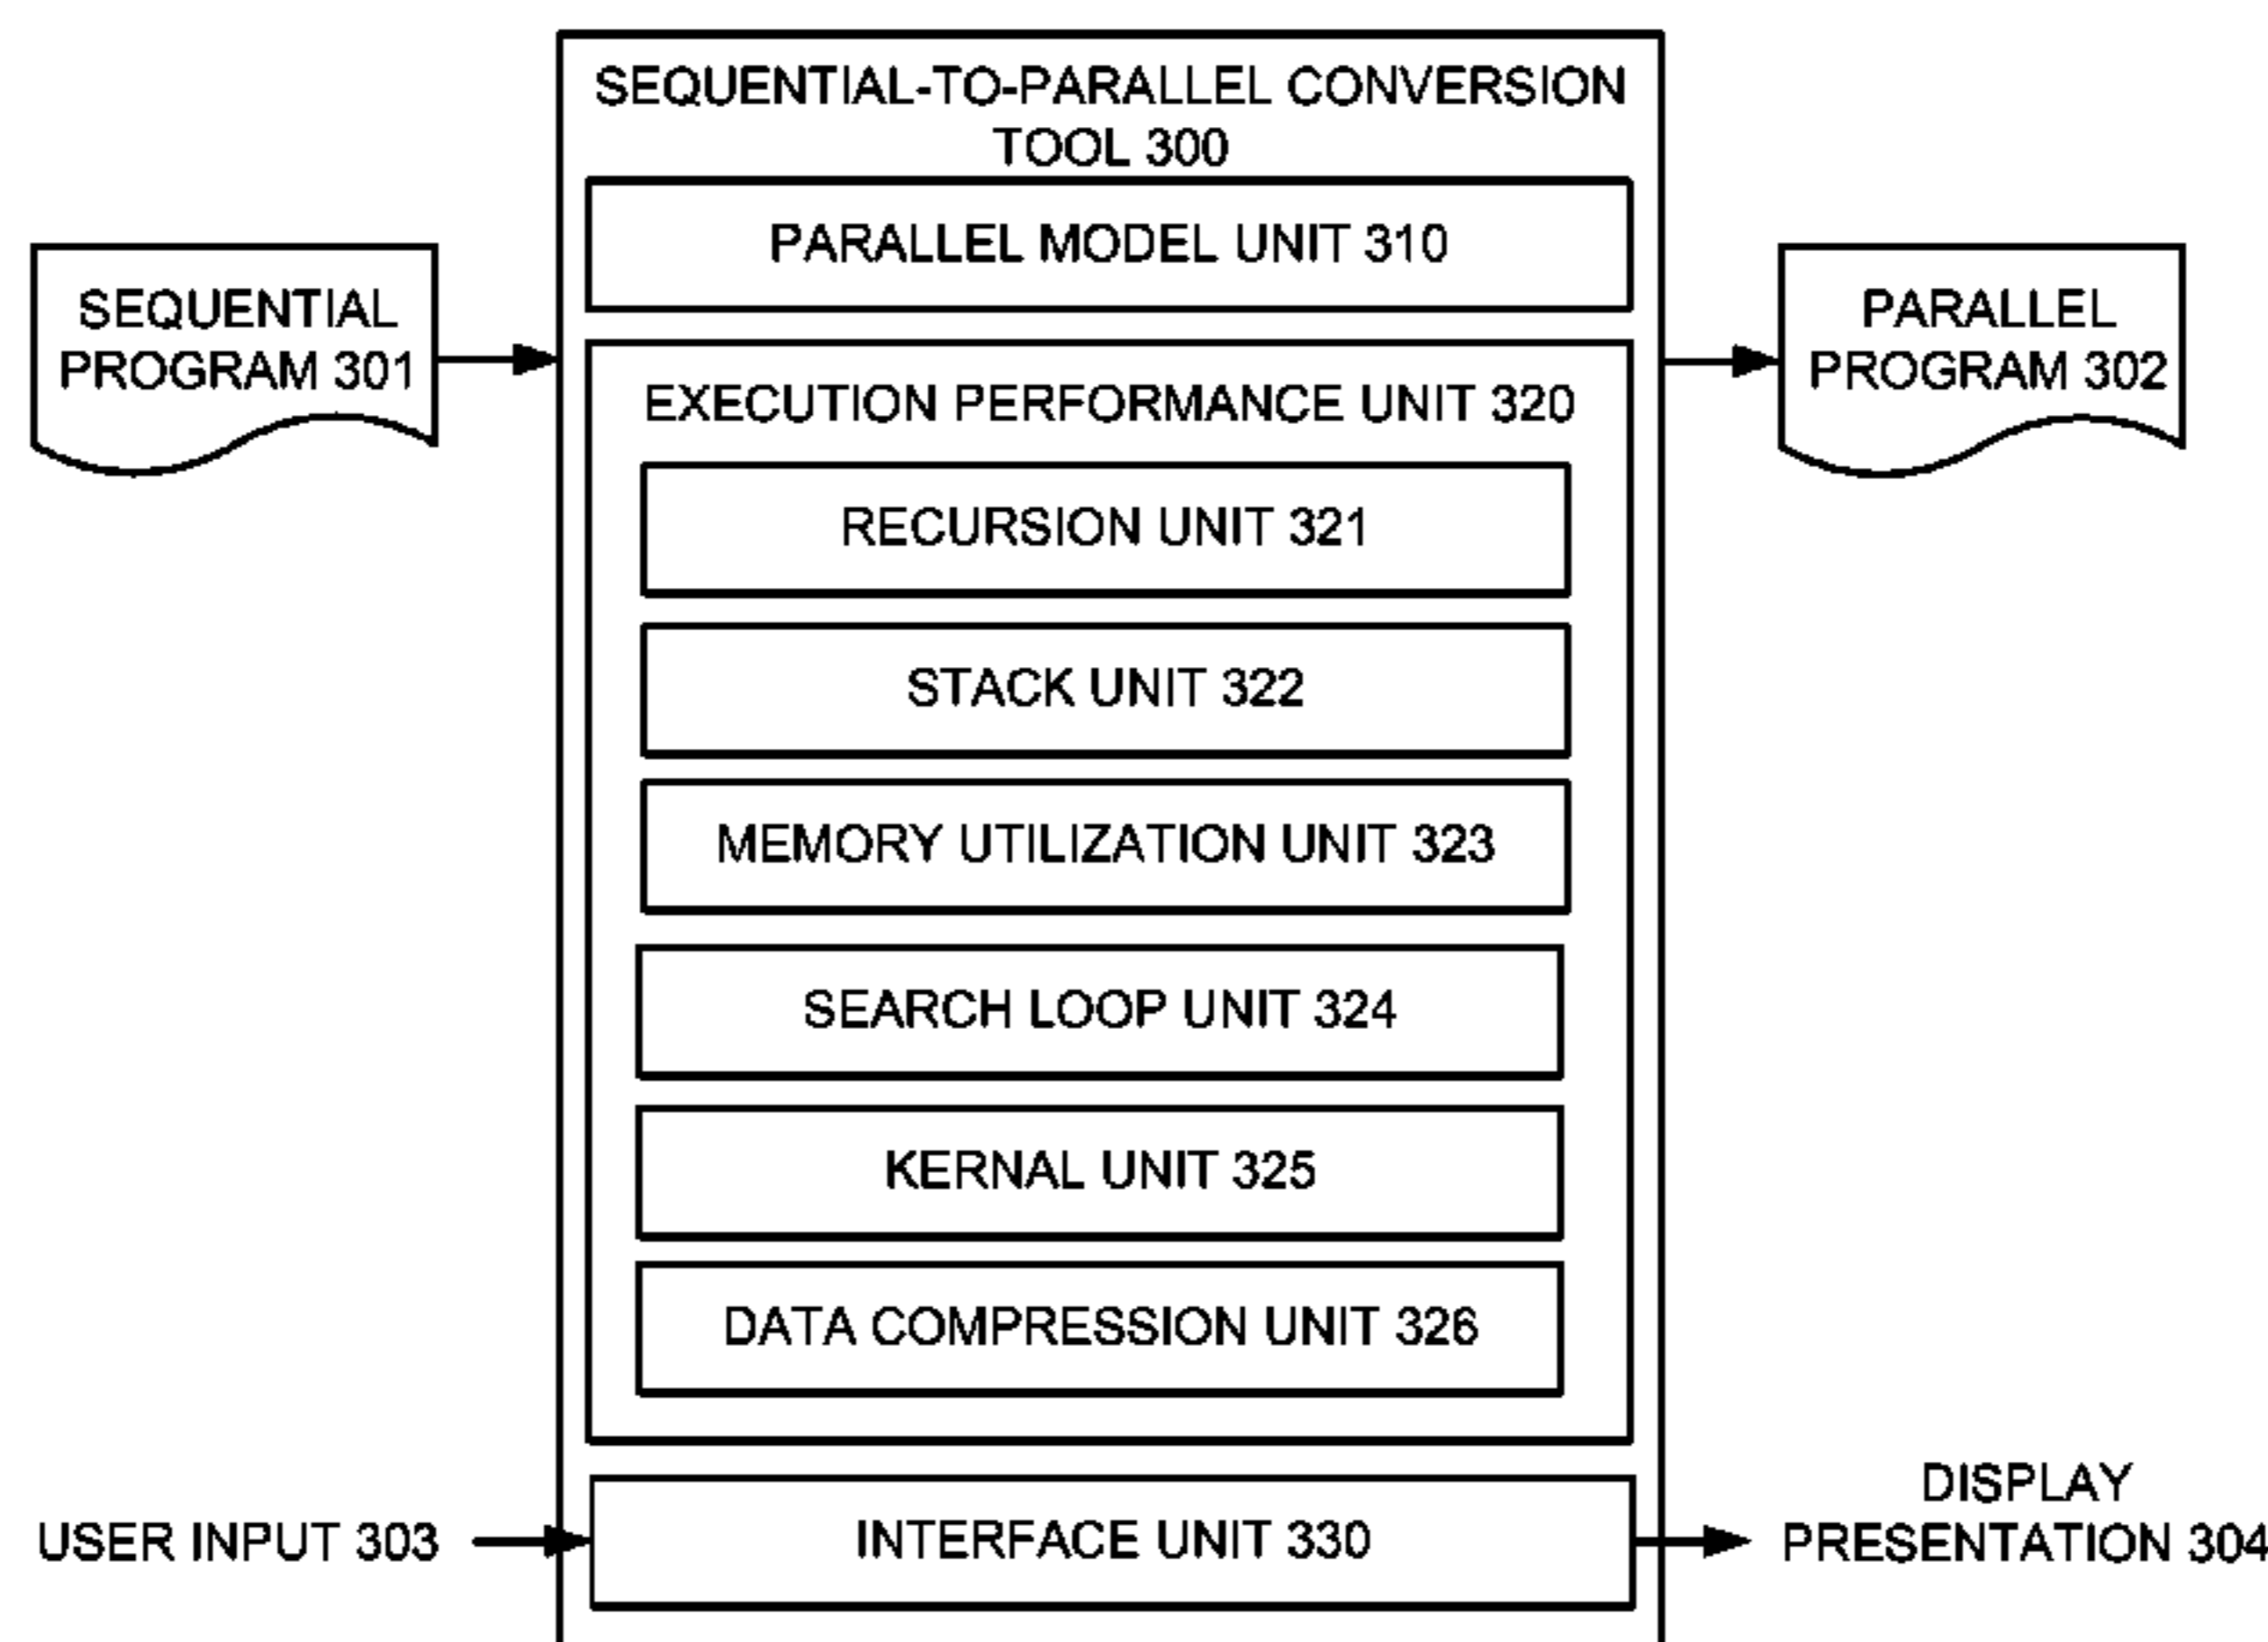 SEQUENTIAL-TO-PARALLEL CONVERSION
TOOL 300
PARALLEL MODEL UNIT 310
SEQUENTIAL
PROGRAM 301
PARALLEL
PROGRAM 302
EXECUTION PERFORMANCE UNIT 320
RECURSION UNIT 321
STACK UNIT 322
MEMORY UTILIZATION UNIT 323
SEARCH LOOP UNIT 324
KERNAL UNIT 325
DATA COMPRESSION UNIT 326
USER INPUT 303
INTERFACE UNIT 330
DISPLAY
PRESENTATION 304